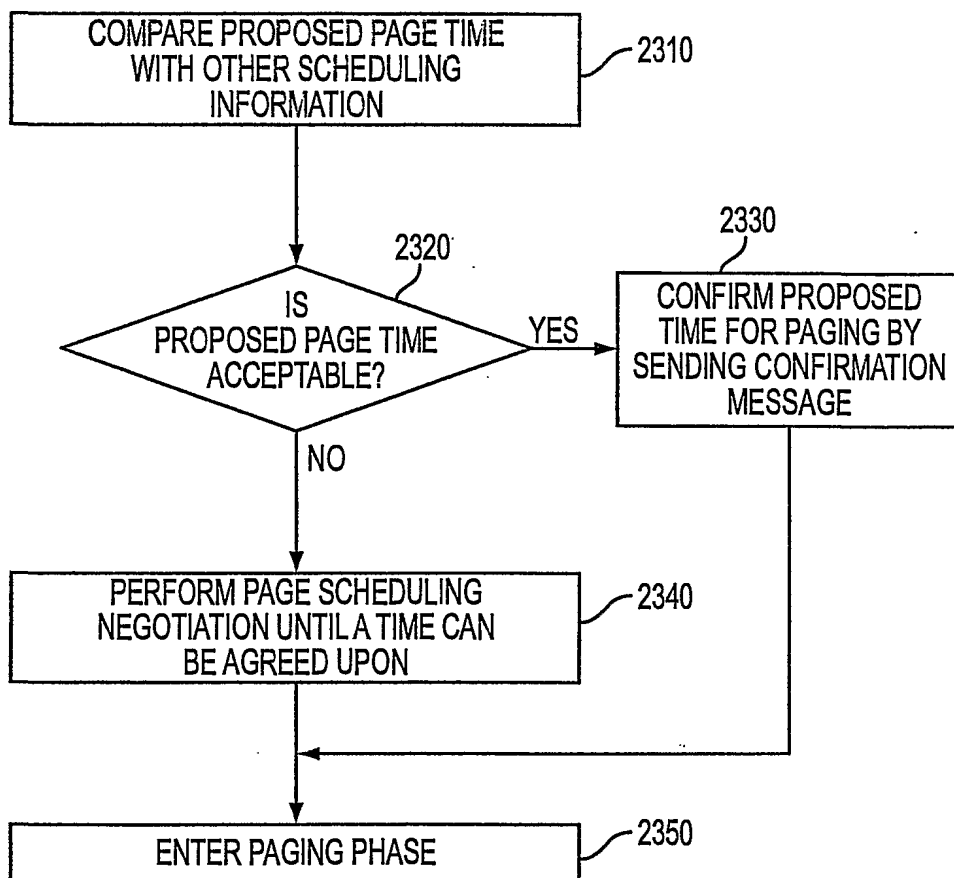 COMPARE PROPOSED PAGE TIME
WITH OTHER SCHEDULING
INFORMATION
2310
2320
IS
PROPOSED PAGE TIME
ACCEPTABLE?
YES
2330
CONFIRM PROPOSED
TIME FOR PAGING BY
SENDING CONFIRMATION
MESSAGE
NO
PERFORM PAGE SCHEDULING
NEGOTIATION UNTIL A TIME CAN
BE AGREED UPON
2340
ENTER PAGING PHASE
2350